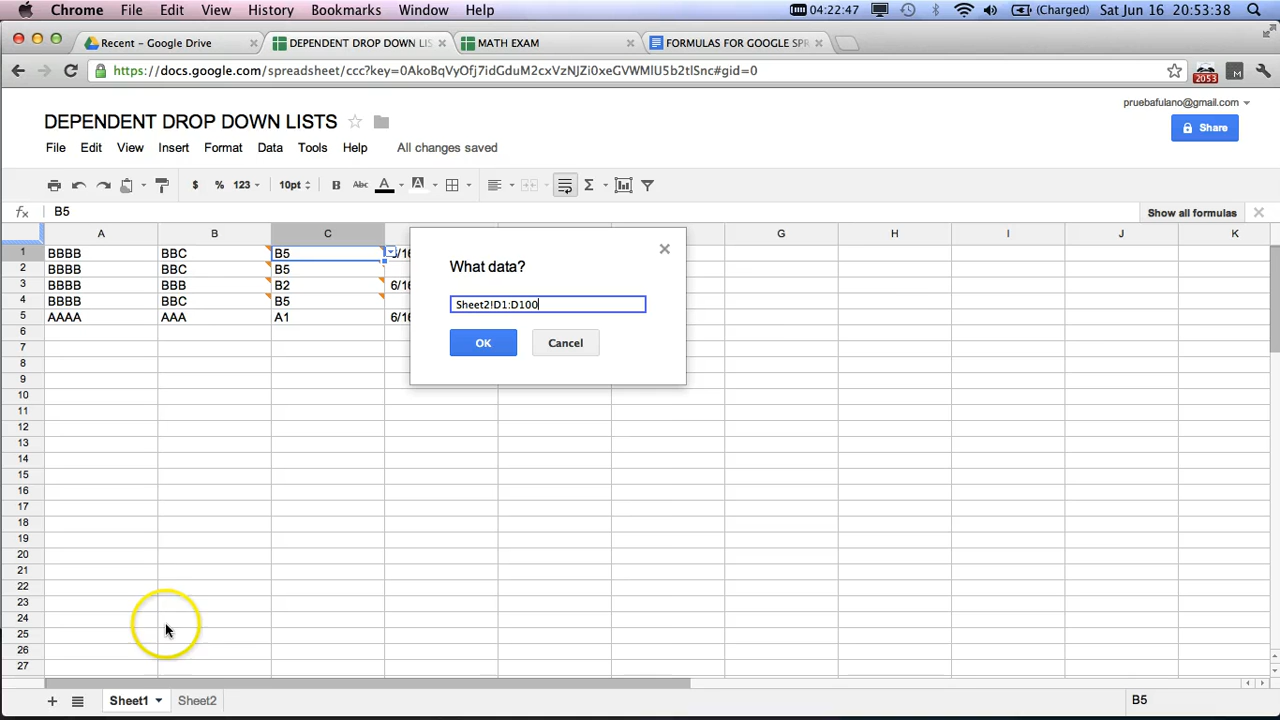 Chrome File Edit View History Bookmarks Window Help 04:22:47 (Charged) Sat Jun 16 20:53:38
Recent - Google Drive × DEPENDENT DROP DOWN LIS × MATH EXAM × FORMULAS FOR GOOGLE SPR ×
https://docs.google.com/spreadsheet/ccc?key=0AkoBqVyOfj7idGduM2cxVzNJZi0xeGVWMlU5b2tlSnc#gid=0 2053 M
pruebafulano@gmail.com
DEPENDENT DROP DOWN LISTS
Share
File Edit View Insert Format Data Tools Help All changes saved
$ % 123 10pt B Abc A A Σ
fx B5 Show all formulas
A B C G H I J K
1 BBBB BBC B5 6/16
2 BBBB BBC B5
3 BBBB BBB B2 6/16
4 BBBB BBC B5
5 AAAA AAA A1 6/16
6
7
8
9
10
11
12
13
14
15
16
17
18
19
20
21
22
23
24
25
26
27
What data?
Sheet2!D1:D100
OK Cancel
+ Sheet1 Sheet2 B5